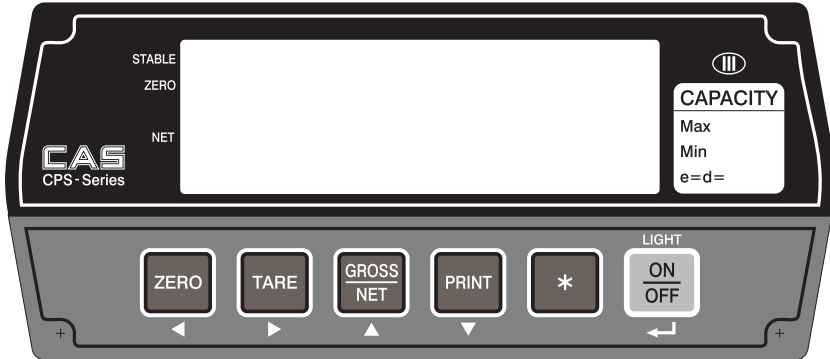 STABLE
ZERO
NET
CAS
CPS-Series
III
CAPACITY
Max
Min
e=d=
LIGHT
ZERO
TARE
GROSS
NET
PRINT
*
ON
OFF